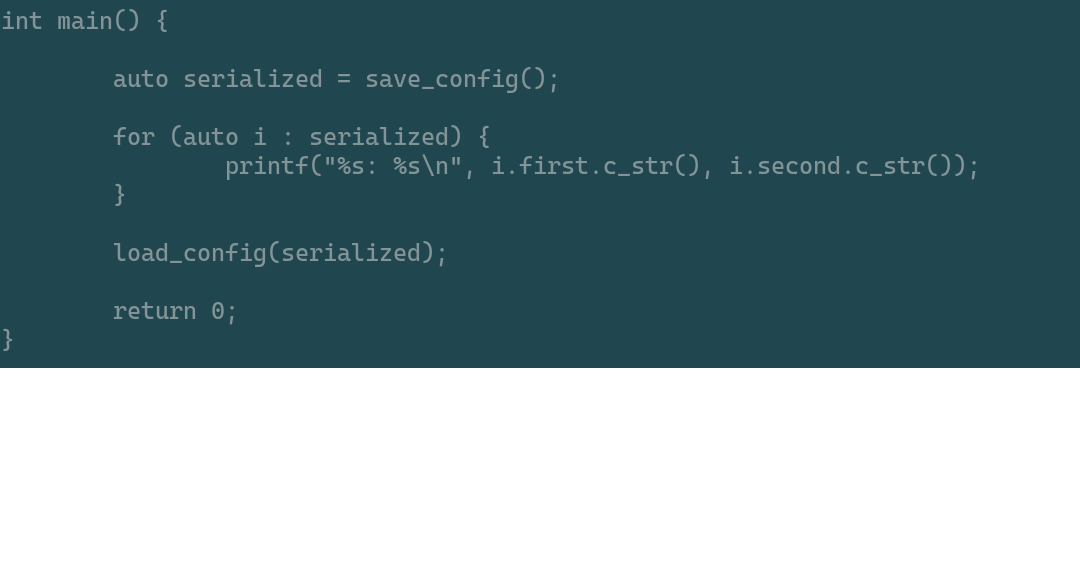 int main() {
auto serialized = save_config();
for (auto i : serialized) {
printf("%s: %s\n", i.first.c_str(), i.second.c_str());
}
load_config(serialized);
return 0;
}